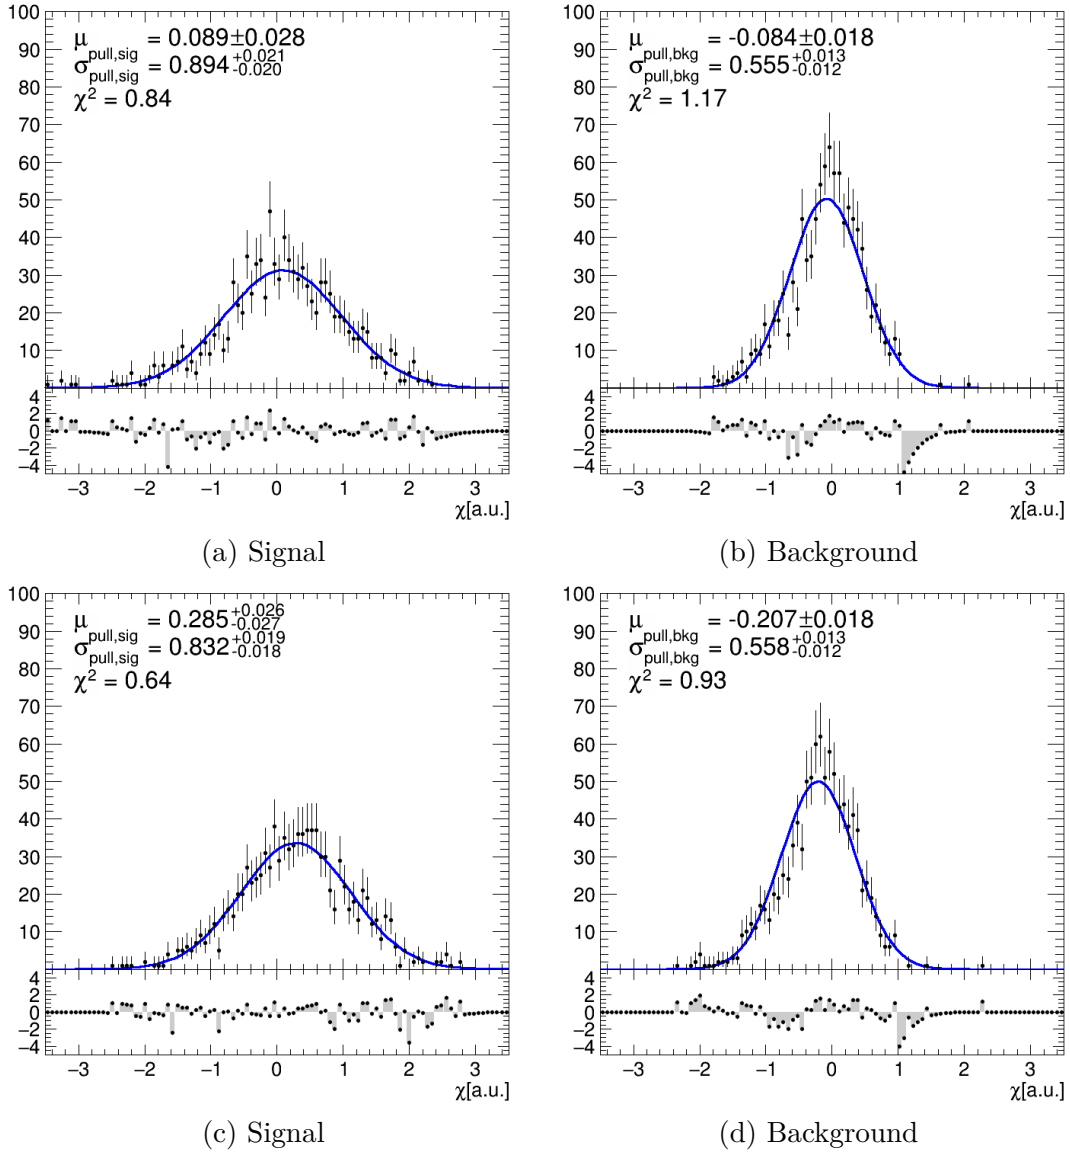 100
90
80
70
60
50
40
30
20
10
μ pull,sig = 0.089±0.028
σ pull,sig = 0.894 +0.021 -0.020
χ² = 0.84
4
2
0
−2
−4
−3 −2 −1 0 1 2 3
χ[a.u.]
(a) Signal
100
90
80
70
60
50
40
30
20
10
μ pull,bkg = -0.084±0.018
σ pull,bkg = 0.555 +0.013 -0.012
χ² = 1.17
4
2
0
−2
−4
−3 −2 −1 0 1 2 3
χ[a.u.]
(b) Background
100
90
80
70
60
50
40
30
20
10
μ pull,sig = 0.285 +0.026 -0.027
σ pull,sig = 0.832 +0.019 -0.018
χ² = 0.64
4
2
0
−2
−4
−3 −2 −1 0 1 2 3
χ[a.u.]
(c) Signal
100
90
80
70
60
50
40
30
20
10
μ pull,bkg = -0.207±0.018
σ pull,bkg = 0.558 +0.013 -0.012
χ² = 0.93
4
2
0
−2
−4
−3 −2 −1 0 1 2 3
χ[a.u.]
(d) Background